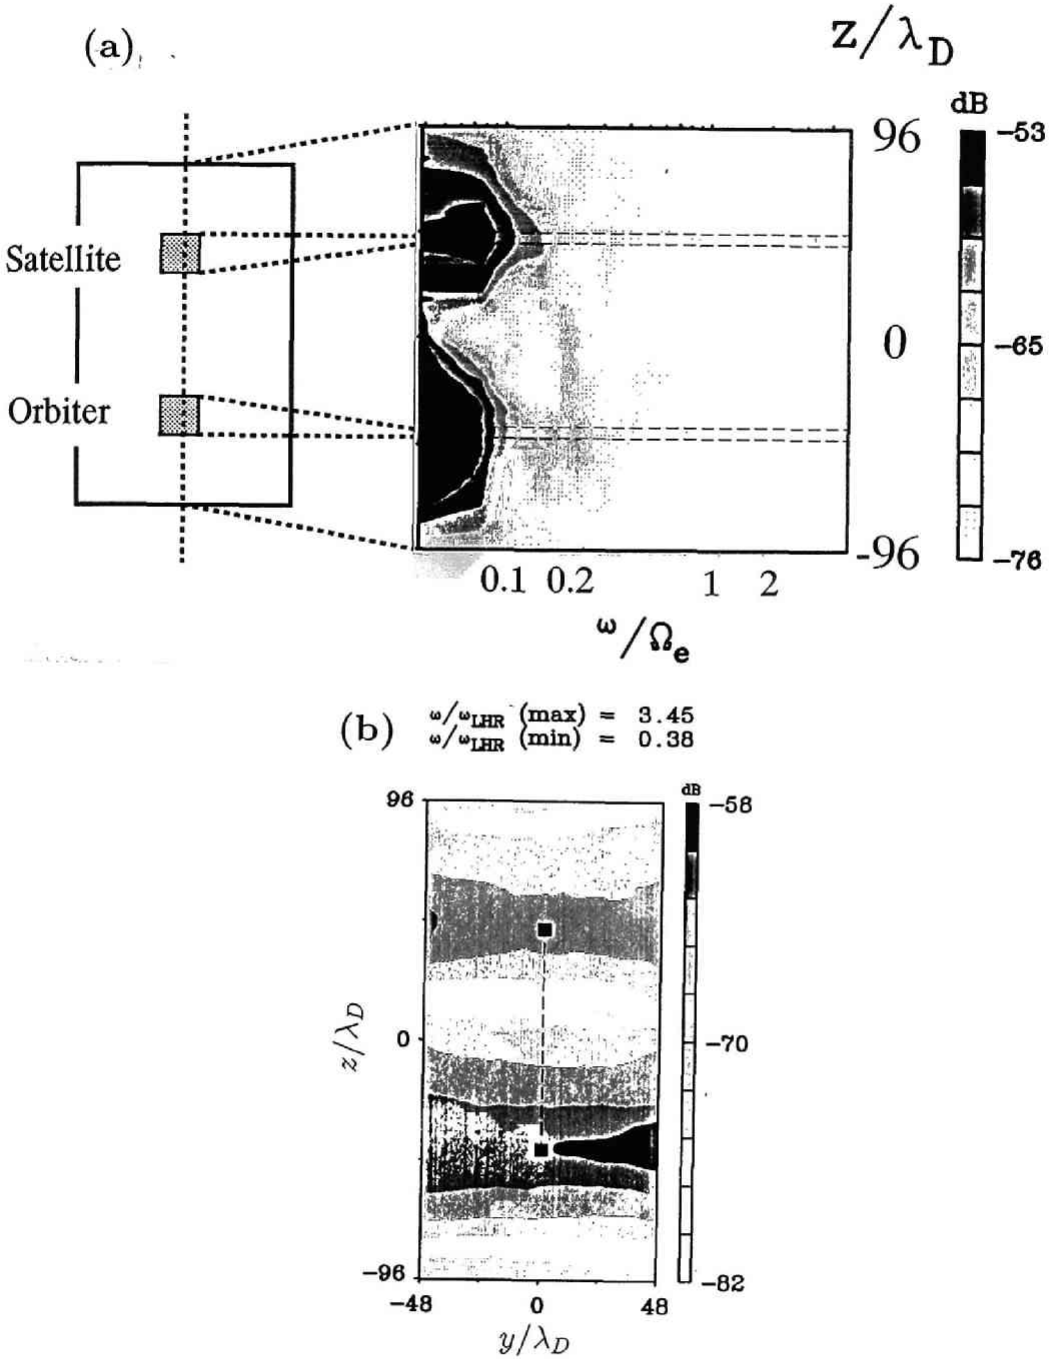 (a)
z/λD
dB
-53
96
Satellite
-65
0
Orbiter
-96
-76
0.1 0.2 1 2
ω/Ωe
(b)
ω/ωLHR (max) = 3.45
ω/ωLHR (min) = 0.38
dB
96
-58
z/λD
0
-70
-96
-82
-48 0 48
y/λD